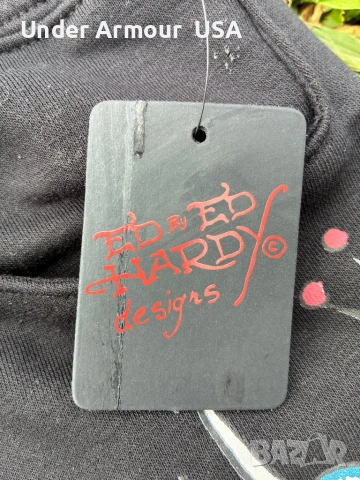 Under Armour USA
ED BY ED
HARDY ©
designs
BAZAR